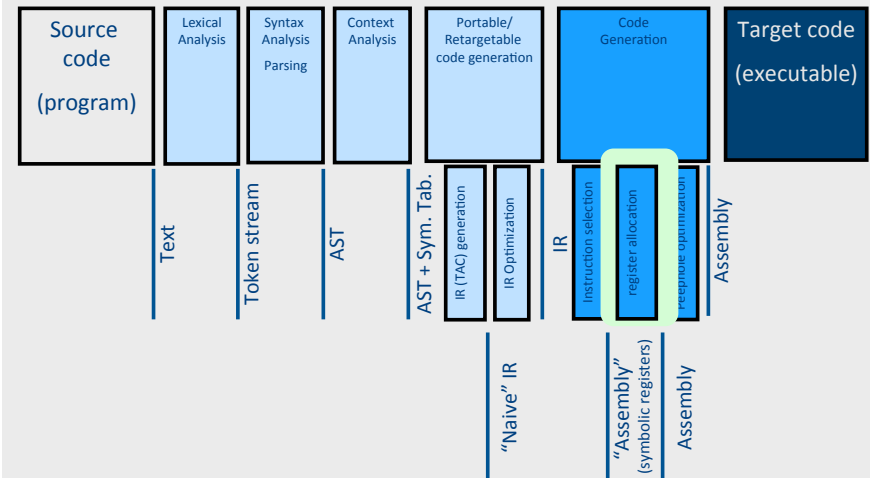 Source
code
(program)
Lexical
Analysis
Syntax
Analysis
Parsing
Context
Analysis
Portable/
Retargetable
code generation
Code
Generation
Target code
(executable)
Text
Token stream
AST
AST + Sym. Tab.
IR (TAC) generation
IR Optimization
IR
Instruction selection
register allocation
Peephole optimization
Assembly
“Naive” IR
“Assembly”
(symbolic registers)
Assembly